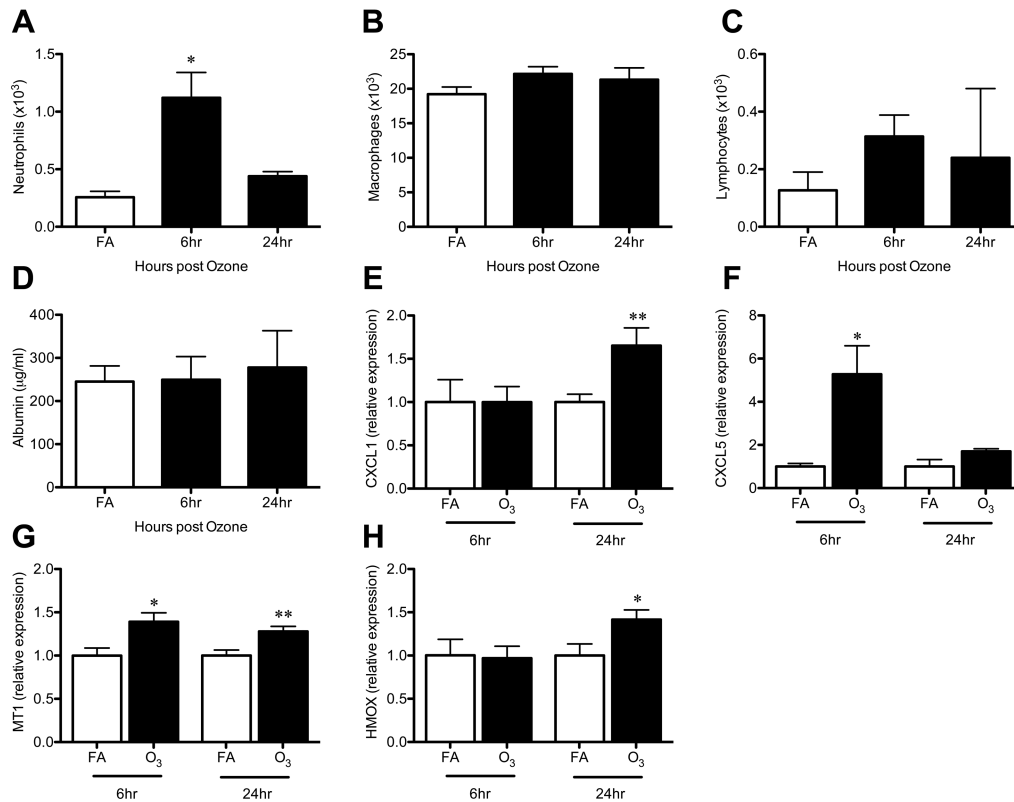 A
Neutrophils (x10³)
1.5
1.0
0.5
0.0
*
FA 6hr 24hr
Hours post Ozone
B
Macrophages (x10³)
25
20
15
10
5
0
FA 6hr 24hr
Hours post Ozone
C
Lymphocytes (x10³)
0.6
0.4
0.2
0.0
FA 6hr 24hr
Hours post Ozone
D
Albumin (µg/ml)
400
300
200
100
0
FA 6hr 24hr
Hours post Ozone
E
CXCL1 (relative expression)
2.0
1.5
1.0
0.5
0.0
**
FA O₃ FA O₃
6hr 24hr
F
CXCL5 (relative expression)
8
6
4
2
0
*
FA O₃ FA O₃
6hr 24hr
G
MT1 (relative expression)
2.0
1.5
1.0
0.5
0.0
* **
FA O₃ FA O₃
6hr 24hr
H
HMOX (relative expression)
2.0
1.5
1.0
0.5
0.0
*
FA O₃ FA O₃
6hr 24hr